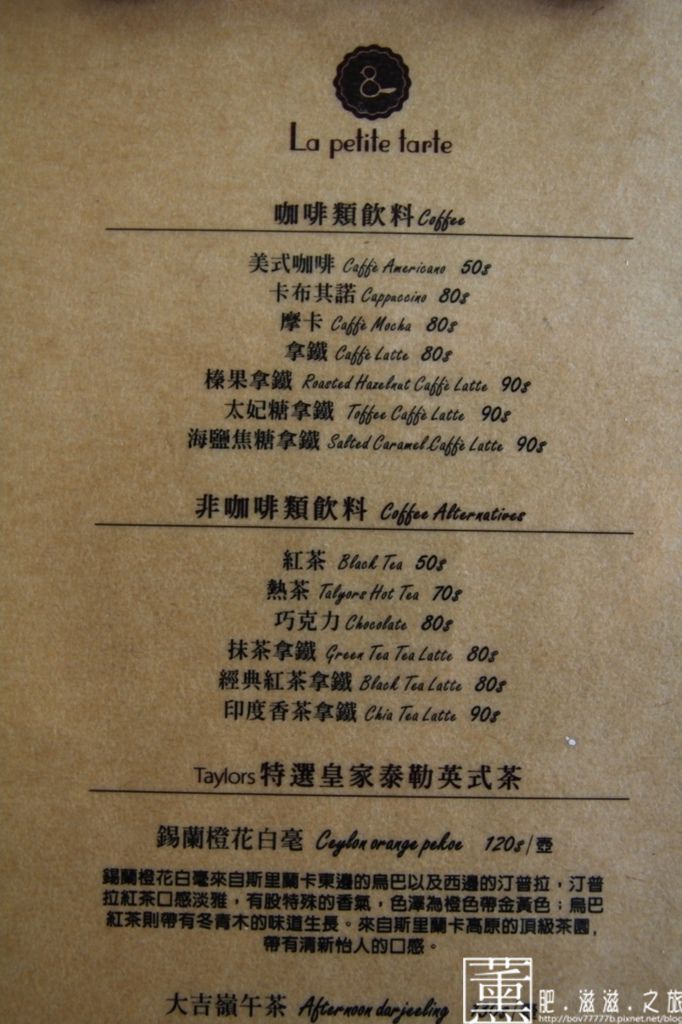 La petite tarte
咖啡類飲料 Coffee
美式咖啡 Caffè Americano 50$
卡布其諾 Cappuccino 80$
摩卡 Caffè Mocha 80$
拿鐵 Caffè Latte 80$
榛果拿鐵 Roasted Hazelnut Caffè Latte 90$
太妃糖拿鐵 Toffee Caffè Latte 90$
海鹽焦糖拿鐵 Salted Caramel Caffè Latte 90$
非咖啡類飲料 Coffee Alternatives
紅茶 Black Tea 50$
熱茶 Talyors Hot Tea 70$
巧克力 Chocolate 80$
抹茶拿鐵 Green Tea Tea Latte 80$
經典紅茶拿鐵 Black Tea Latte 80$
印度香茶拿鐵 Chia Tea Latte 90$
Taylors 特選皇家泰勒英式茶
錫蘭橙花白毫 Ceylon orange pekoe 120$/壺
錫蘭橙花白毫來自斯里蘭卡東邊的烏巴以及西邊的汀普拉，汀普
拉紅茶口感淡雅，有股特殊的香氣，色澤為橙色帶金黃色；烏巴
紅茶則帶有冬青木的味道生長。來自斯里蘭卡高原的頂級茶園，
帶有清新怡人的口感。
大吉嶺午茶 Afternoon darjeeling
薰 肥.滋滋.之旅
http://bov77777b.pixnet.net/blog